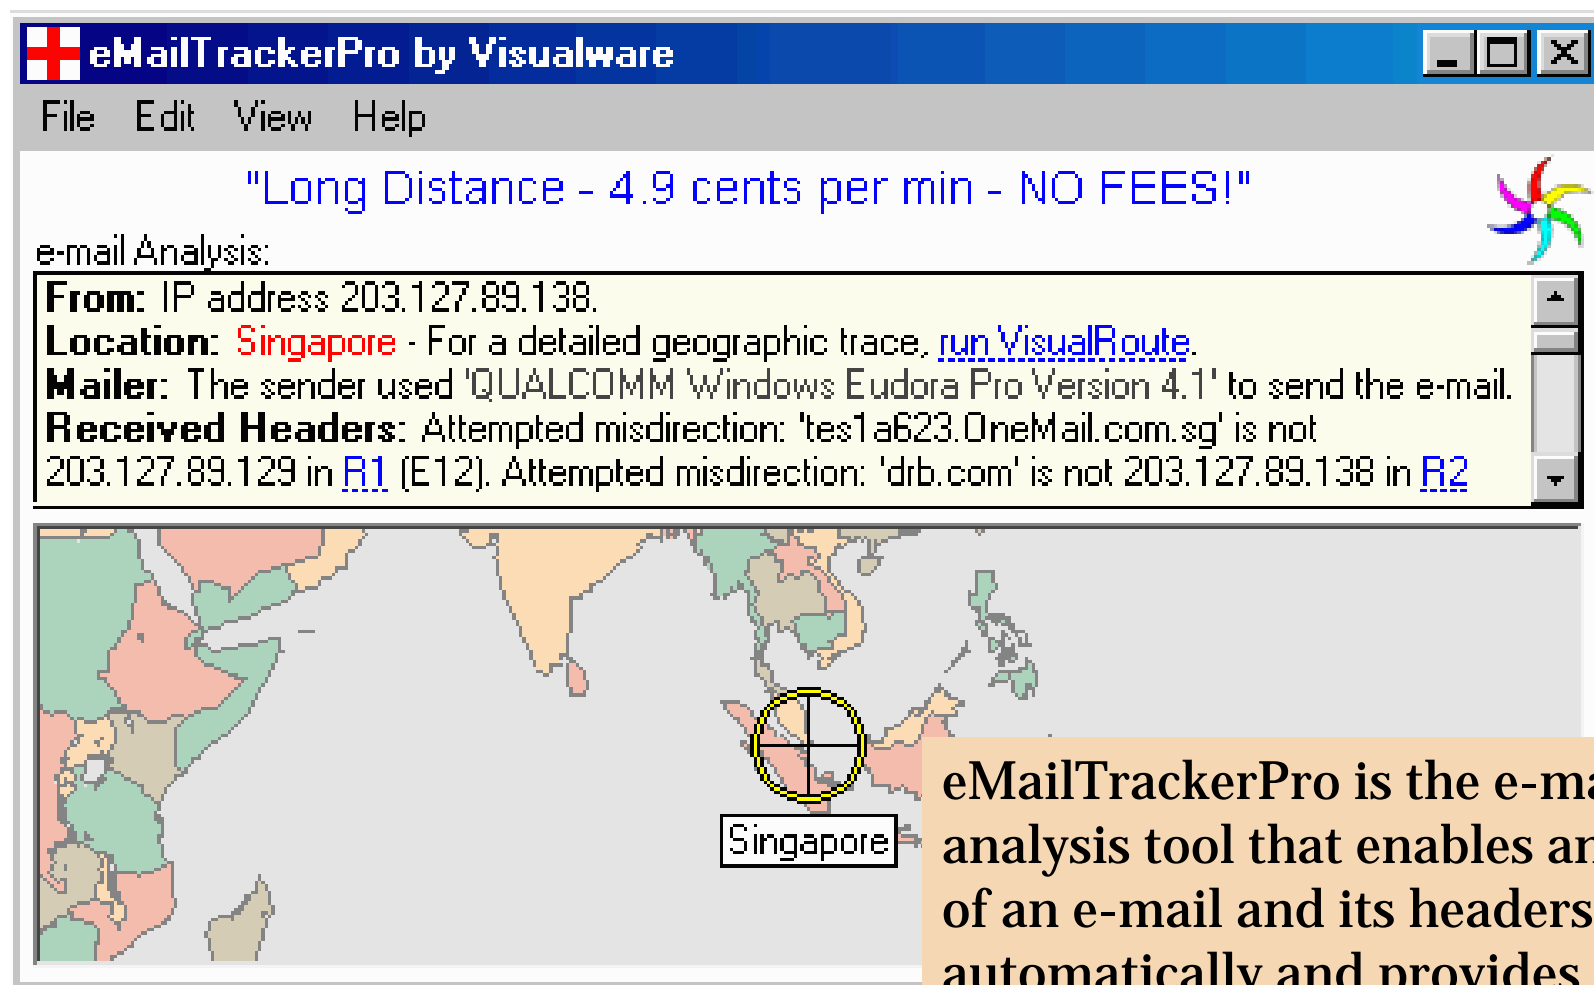 eMailTrackerPro by Visualware
File Edit View Help
"Long Distance - 4.9 cents per min - NO FEES!"
e-mail Analysis:
From: IP address 203.127.89.138.
Location: Singapore - For a detailed geographic trace, run VisualRoute.
Mailer: The sender used 'QUALCOMM Windows Eudora Pro Version 4.1' to send the e-mail.
Received Headers: Attempted misdirection: 'tes1a623.OneMail.com.sg' is not
203.127.89.129 in R1 (E12). Attempted misdirection: 'drb.com' is not 203.127.89.138 in R2
Singapore
eMailTrackerPro is the e-ma
analysis tool that enables an
of an e-mail and its headers
automatically and provides